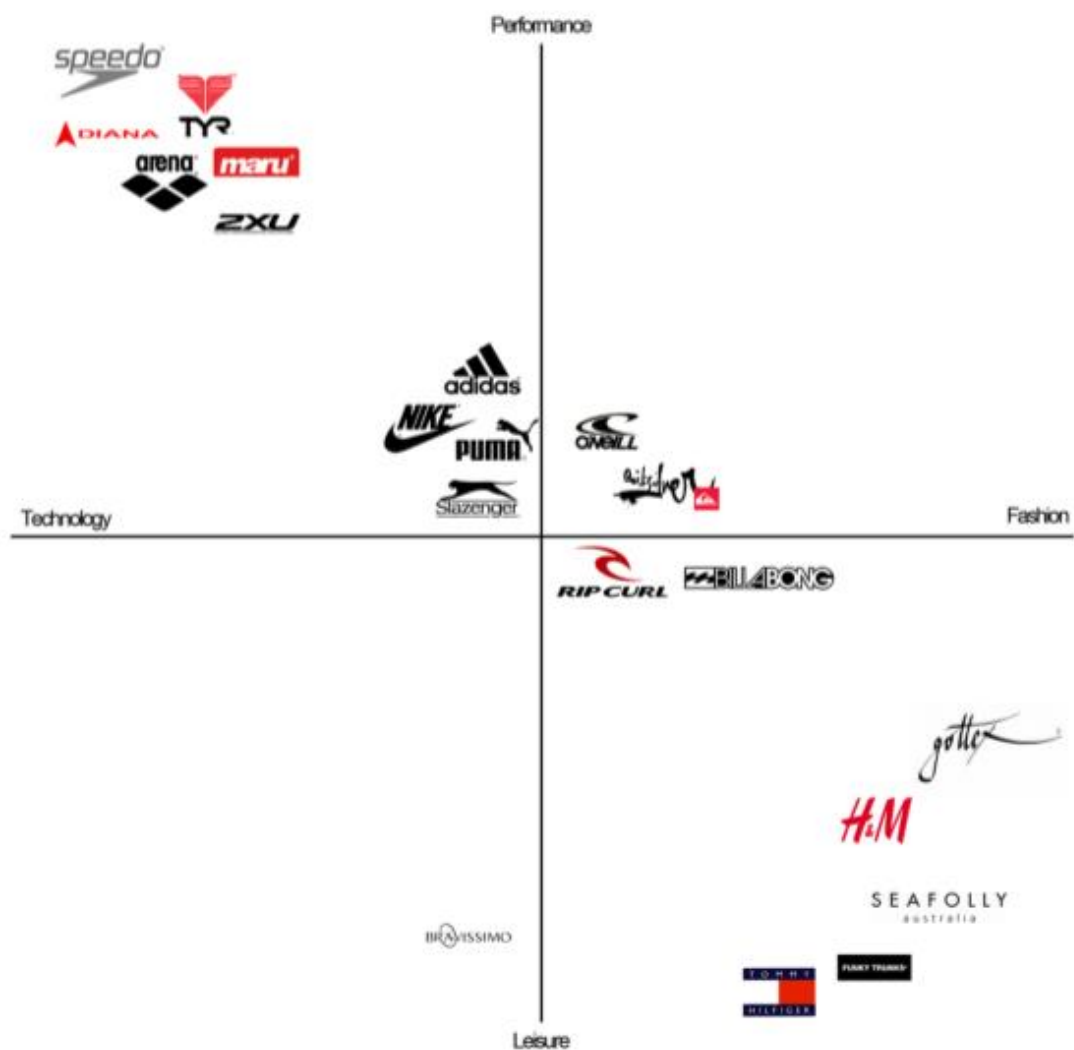 Performance
speedo
TYR
DIANA
arena
maru
2XU
adidas
NIKE
PUMA
O'NEILL
Quiksilver
Slazenger
Technology
Fashion
RIP CURL
BILLABONG
gottex
H&M
SEAFOLLY
australia
BRAVISSIMO
FUNKY TRUNKS
TOMMY
HILFIGER
Leisure